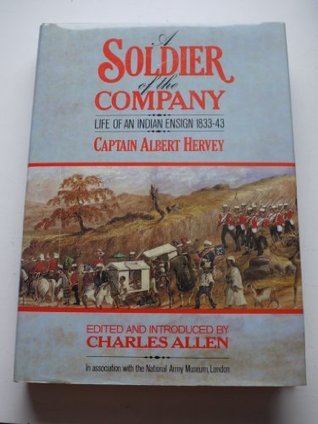 A
SOLDIER
of the
COMPANY
LIFE OF AN INDIAN ENSIGN 1833-43
CAPTAIN ALBERT HERVEY
EDITED AND INTRODUCED BY
CHARLES ALLEN
In association with the National Army Museum, London